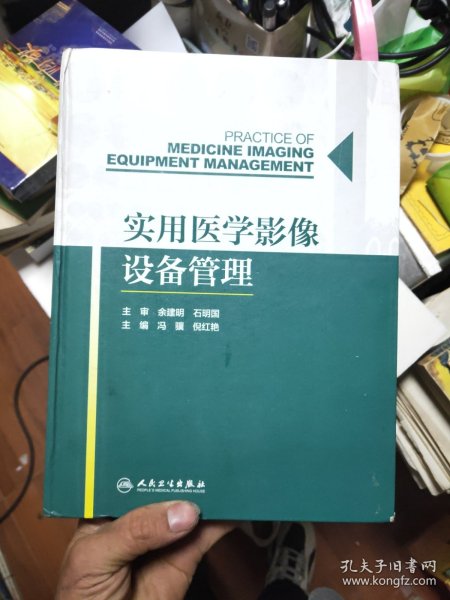 PRACTICE OF
MEDICINE IMAGING
EQUIPMENT MANAGEMENT
实用医学影像
设备管理
主 审 余建明 石明国
主 编 冯 骥 倪红艳
人民卫生出版社
PEOPLE'S MEDICAL PUBLISHING HOUSE
孔夫子旧书网
www.kongfz.com